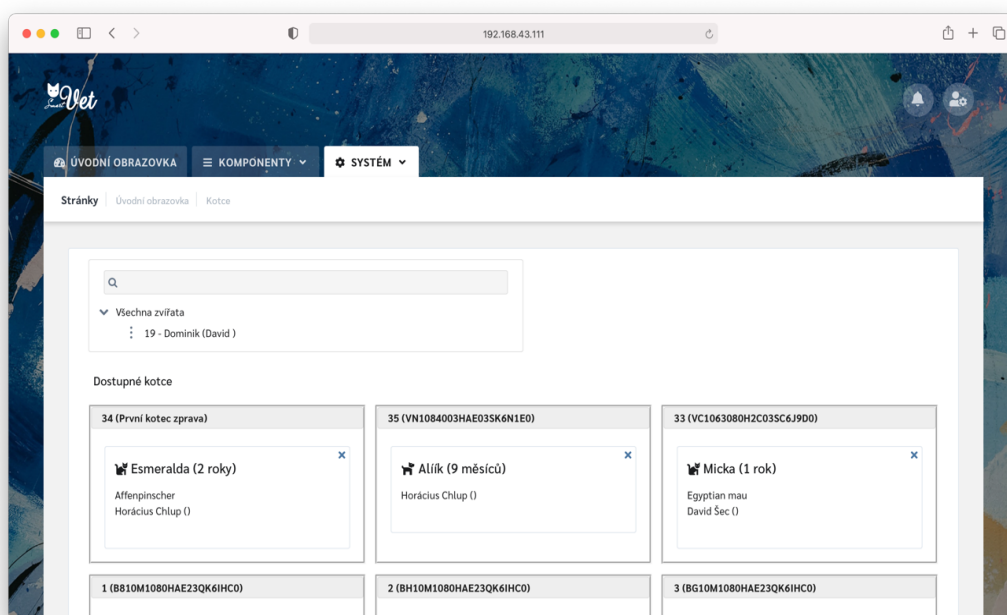 192.168.43.111
Smart Vet
ÚVODNÍ OBRAZOVKA
KOMPONENTY
SYSTÉM
Stránky
Úvodní obrazovka
Kotce
Všechna zvířata
19 - Dominik (David )
Dostupné kotce
34 (První kotec zprava)
35 (VN1084003HAE03SK6N1E0)
33 (VC1063080H2C03SC6J9D0)
Esmeralda (2 roky)
Affenpinscher
Horácius Chlup ()
Alíík (9 měsíců)
Horácius Chlup ()
Micka (1 rok)
Egyptian mau
David Šec ()
1 (B810M1080HAE23QK6IHC0)
2 (BH10M1080HAE23QK6IHC0)
3 (BG10M1080HAE23QK6IHC0)